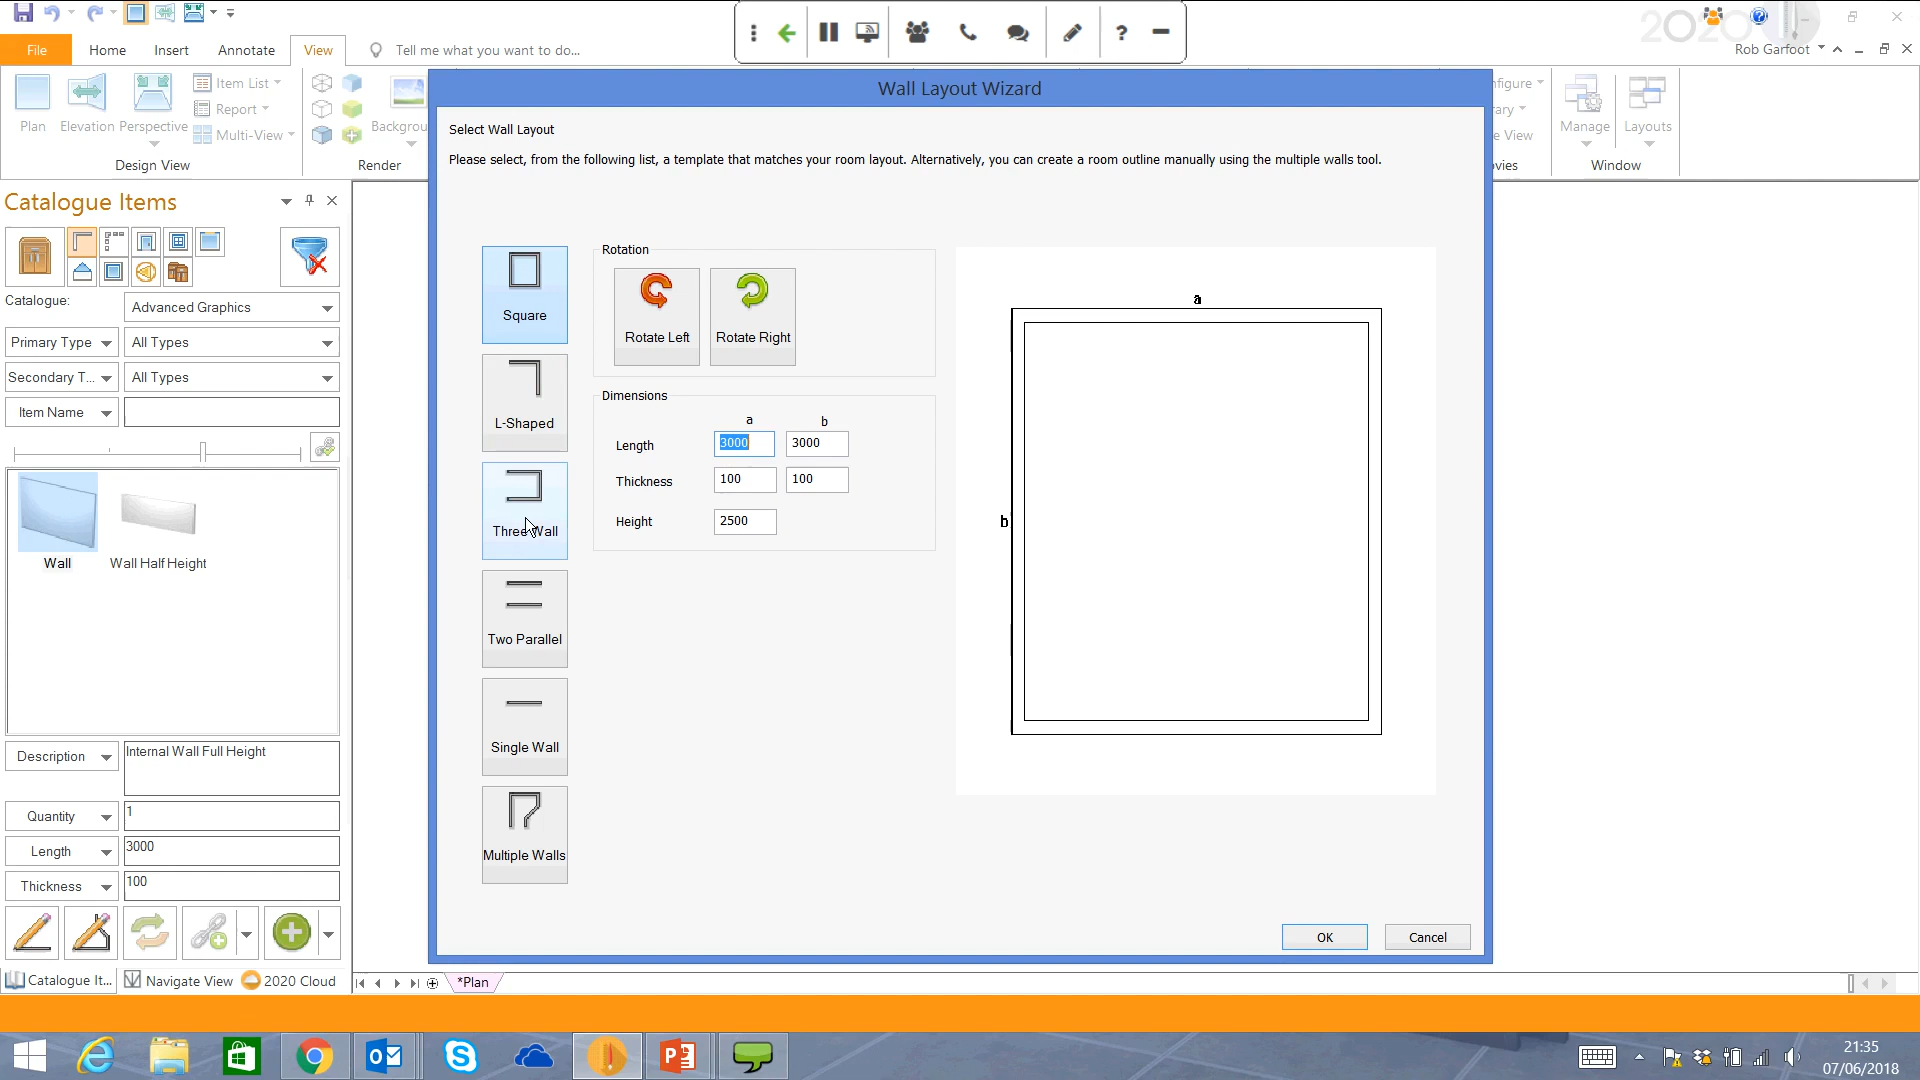 2020
Rob Garfoot
File
Home
Insert
Annotate
View
Tell me what you want to do...
Plan
Elevation
Perspective
Item List
Report
Multi-View
Design View
Backgrou
Render
nfigure
rary
e View
ovies
Manage
Layouts
Window
Wall Layout Wizard
Select Wall Layout
Please select, from the following list, a template that matches your room layout. Alternatively, you can create a room outline manually using the multiple walls tool.
Square
L-Shaped
Three Wall
Two Parallel
Single Wall
Multiple Walls
Rotation
Rotate Left
Rotate Right
Dimensions
a b
Length 3000 3000
Thickness 100 100
Height 2500
a
b
OK
Cancel
Catalogue Items
Catalogue: Advanced Graphics
Primary Type All Types
Secondary T... All Types
Item Name
Wall
Wall Half Height
Description Internal Wall Full Height
Quantity 1
Length 3000
Thickness 100
Catalogue It...
Navigate View
2020 Cloud
*Plan
21:35
07/06/2018